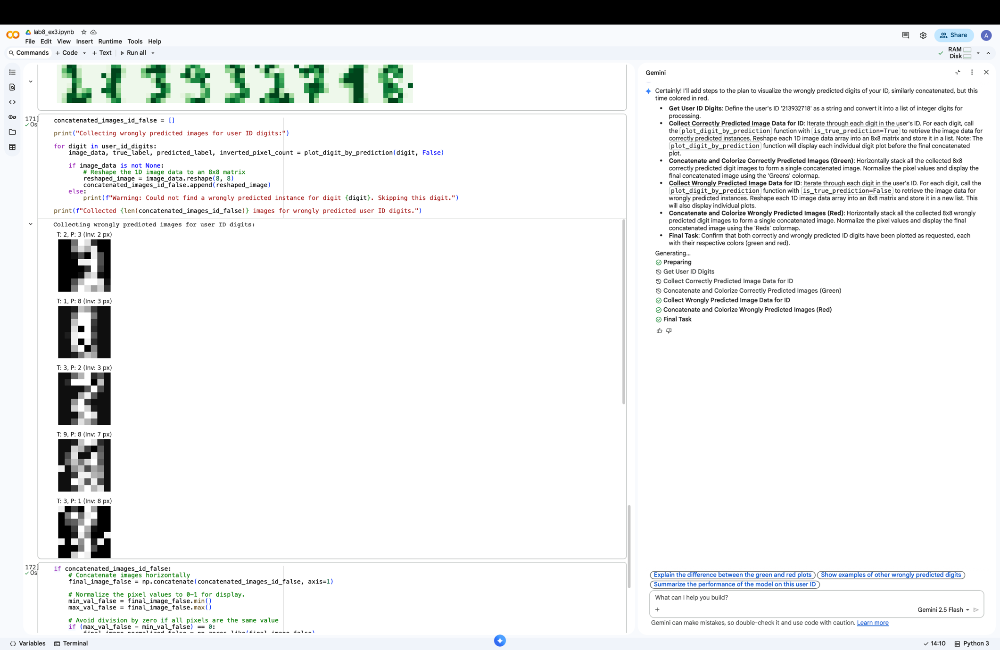 lab8_ex3.ipynb
File Edit View Insert Runtime Tools Help
Share
A
Commands + Code + Text Run all
RAM
Disk
171]
0s
concatenated_images_id_false = []
print("Collecting wrongly predicted images for user ID digits:")
for digit in user_id_digits:
image_data, true_label, predicted_label, inverted_pixel_count = plot_digit_by_prediction(digit, False)
if image_data is not None:
# Reshape the 1D image data to an 8x8 matrix
reshaped_image = image_data.reshape(8, 8)
concatenated_images_id_false.append(reshaped_image)
else:
print(f"Warning: Could not find a wrongly predicted instance for digit {digit}. Skipping this digit.")
print(f"Collected {len(concatenated_images_id_false)} images for wrongly predicted user ID digits.")
Collecting wrongly predicted images for user ID digits:
T: 2, P: 3 (Inv: 2 px)
T: 1, P: 8 (Inv: 3 px)
T: 3, P: 2 (Inv: 3 px)
T: 9, P: 8 (Inv: 7 px)
T: 3, P: 1 (Inv: 8 px)
172]
0s
if concatenated_images_id_false:
# Concatenate images horizontally
final_image_false = np.concatenate(concatenated_images_id_false, axis=1)
# Normalize the pixel values to 0-1 for display.
min_val_false = final_image_false.min()
max_val_false = final_image_false.max()
# Avoid division by zero if all pixels are the same value
if (max_val_false - min_val_false) == 0:
final_image_normalized_false = np.zeros_like(final_image_false)
Gemini
Certainly! I'll add steps to the plan to visualize the wrongly predicted digits of your ID, similarly concatenated, but this
time colored in red.
• Get User ID Digits: Define the user's ID '213932718' as a string and convert it into a list of integer digits for
processing.
• Collect Correctly Predicted Image Data for ID: Iterate through each digit in the user's ID. For each digit, call
the plot_digit_by_prediction function with is_true_prediction=True to retrieve the image data for
correctly predicted instances. Reshape each 1D image data array into an 8x8 matrix and store it in a list. Note: The
plot_digit_by_prediction function will display each individual digit plot before the final concatenated
plot.
• Concatenate and Colorize Correctly Predicted Images (Green): Horizontally stack all the collected 8x8
correctly predicted digit images to form a single concatenated image. Normalize the pixel values and display the
final concatenated image using the 'Greens' colormap.
• Collect Wrongly Predicted Image Data for ID: Iterate through each digit in the user's ID. For each digit, call the
plot_digit_by_prediction function with is_true_prediction=False to retrieve the image data for
wrongly predicted instances. Reshape each 1D image data array into an 8x8 matrix and store it in a new list. This
will also display individual plots.
• Concatenate and Colorize Wrongly Predicted Images (Red): Horizontally stack all the collected 8x8 wrongly
predicted digit images to form a single concatenated image. Normalize the pixel values and display the final
concatenated image using the 'Reds' colormap.
• Final Task: Confirm that both correctly and wrongly predicted ID digits have been plotted as requested, each
with their respective colors (green and red).
Generating...
Preparing
Get User ID Digits
Collect Correctly Predicted Image Data for ID
Concatenate and Colorize Correctly Predicted Images (Green)
Collect Wrongly Predicted Image Data for ID
Concatenate and Colorize Wrongly Predicted Images (Red)
Final Task
Explain the difference between the green and red plots
Show examples of other wrongly predicted digits
Summarize the performance of the model on this user ID
What can I help you build?
+
Gemini 2.5 Flash
Gemini can make mistakes, so double-check it and use code with caution. Learn more
Variables Terminal
14:10 Python 3